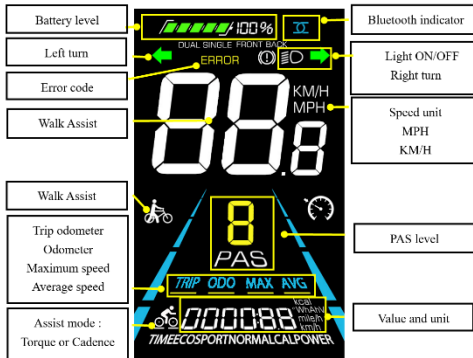 Battery level
100%
Bluetooth indicator
DUAL SINGLE FRONT BACK
Left turn
ERROR
Light ON/OFF
Right turn
Error code
KM/H
MPH
88.8
Speed unit
MPH
KM/H
Walk Assist
Walk Assist
8
PAS
PAS level
Trip odometer
Odometer
Maximum speed
Average speed
TRIP ODO MAX AVG
Assist mode :
Torque or Cadence
000088
kcal
WhAhV
mile/h
km/h
Value and unit
TIMEECOSPORTNORMALCALPOWER